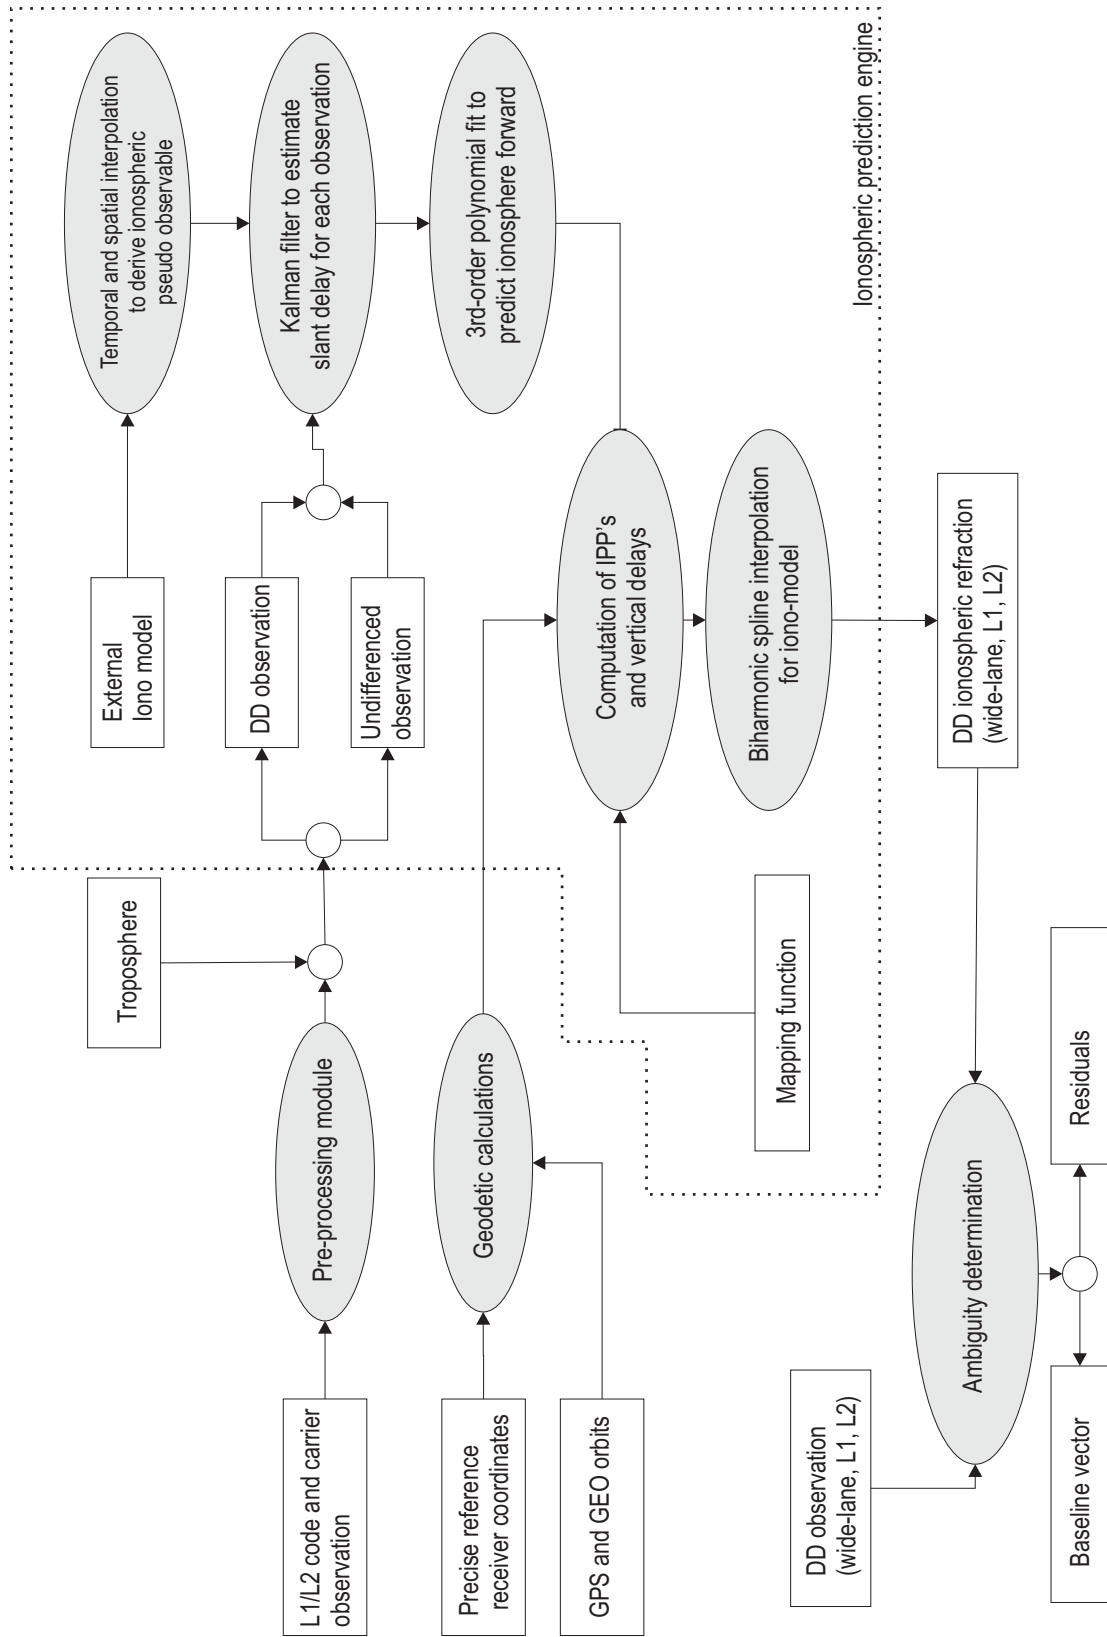 L1/L2 code and carrier
observation
Pre-processing module
Troposphere
External
Iono model
DD observation
Undifferenced
observation
Temporal and spatial interpolation
to derive ionospheric
pseudo observable
Kalman filter to estimate
slant delay for each observation
3rd-order polynomial fit to
predict ionosphere forward
Precise reference
receiver coordinates
GPS and GEO orbits
Geodetic calculations
Mapping function
Computation of IPP's
and vertical delays
Biharmonic spline interpolation
for iono-model
Ionospheric prediction engine
DD observation
(wide-lane, L1, L2)
Ambiguity determination
DD ionospheric refraction
(wide-lane, L1, L2)
Baseline vector
Residuals